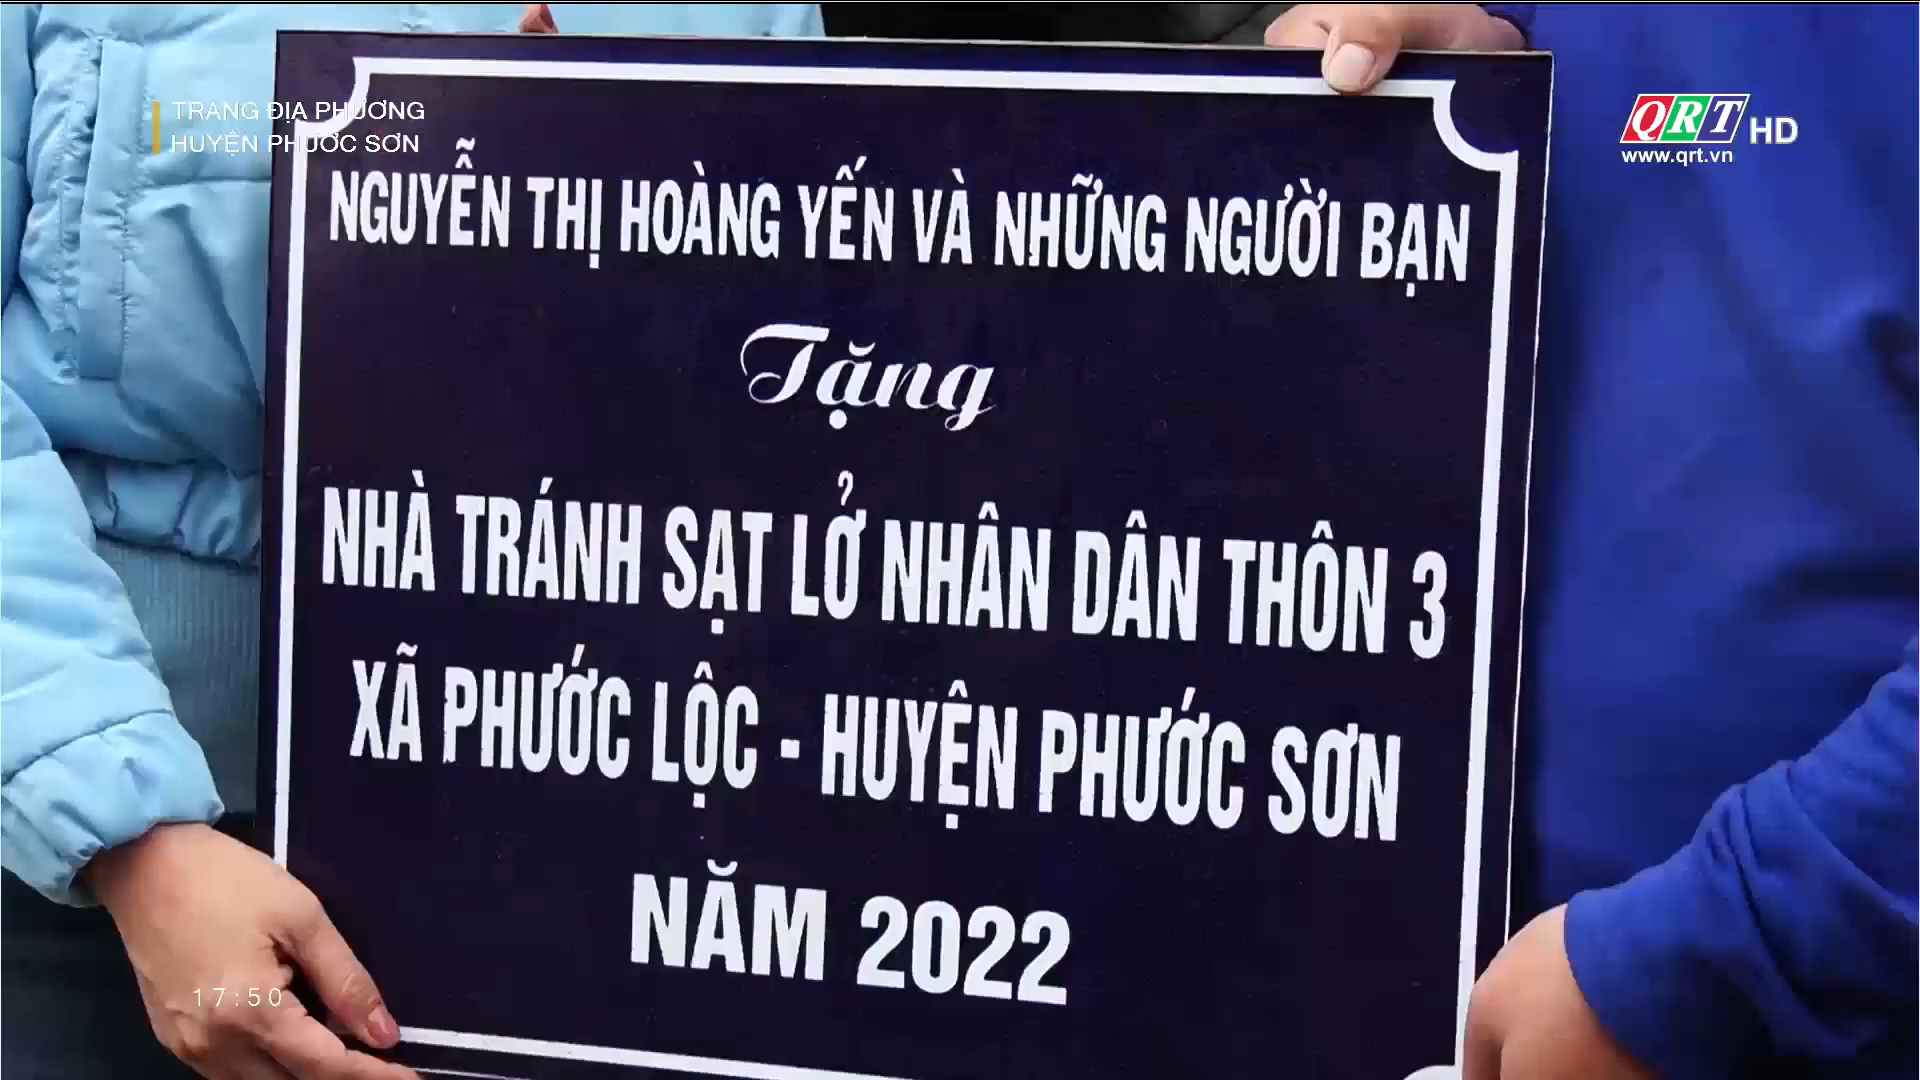 TRANG ĐỊA PHƯƠNG
HUYỆN PHƯỚC SƠN
QRT HD
www.qrt.vn
NGUYỄN THỊ HOÀNG YẾN VÀ NHỮNG NGƯỜI BẠN
Tặng
NHÀ TRÁNH SẠT LỞ NHÂN DÂN THÔN 3
XÃ PHƯỚC LỘC - HUYỆN PHƯỚC SƠN
NĂM 2022
17:50